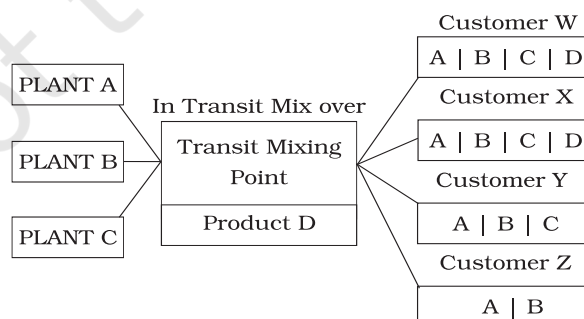 PLANT A
PLANT B
PLANT C
In Transit Mix over
Transit Mixing
Point
Product D
Customer W
A | B | C | D
Customer X
A | B | C | D
Customer Y
A | B | C
Customer Z
A | B